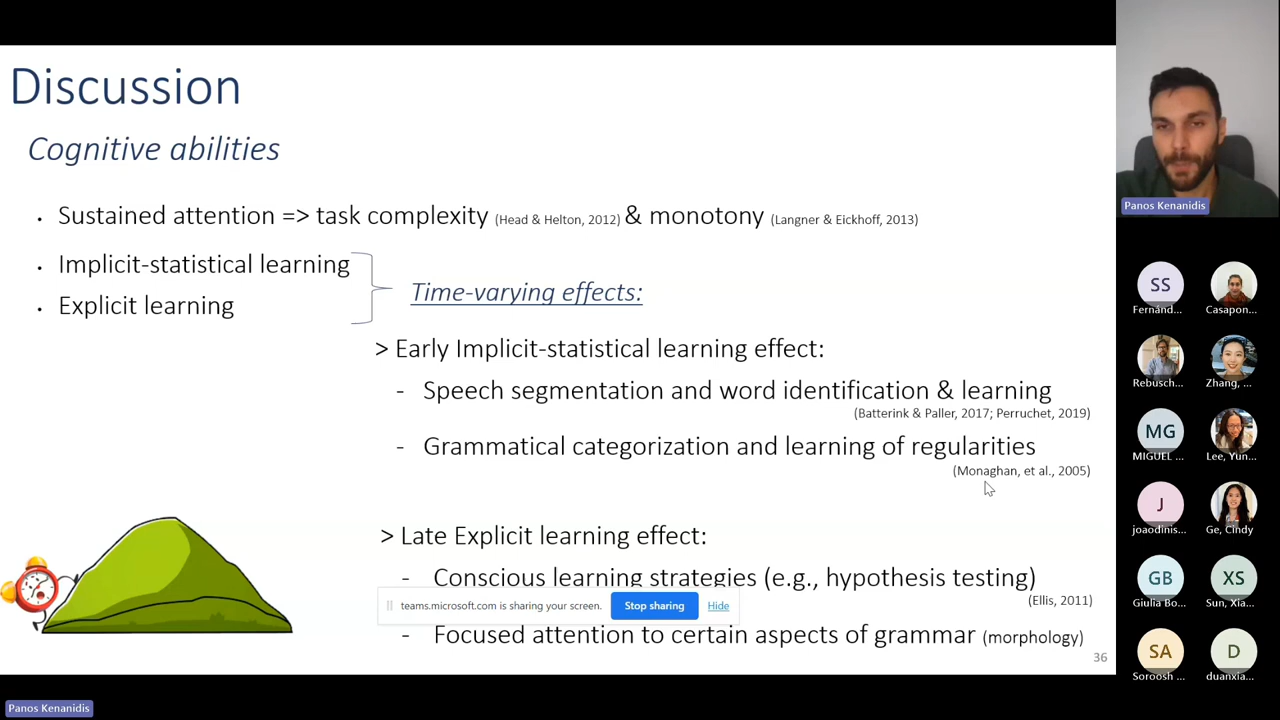 Discussion
Cognitive abilities
• Sustained attention => task complexity (Head & Helton, 2012) & monotony (Langner & Eickhoff, 2013)
• Implicit-statistical learning
• Explicit learning
Time-varying effects:
> Early Implicit-statistical learning effect:
- Speech segmentation and word identification & learning
(Batterink & Paller, 2017; Perruchet, 2019)
- Grammatical categorization and learning of regularities
(Monaghan, et al., 2005)
> Late Explicit learning effect:
- Conscious learning strategies (e.g., hypothesis testing)
(Ellis, 2011)
teams.microsoft.com is sharing your screen. Stop sharing Hide
- Focused attention to certain aspects of grammar (morphology)
36
Panos Kenanidis
Panos Kenanidis
SS
Fernánd... Casapon...
Rebusch... Zhang, ...
MG
MIGUEL ... Lee, Yun...
J
joaodinis... Ge, Cindy
GB XS
Giulia Bo... Sun, Xia...
SA D
Soroosh ... duanxia...